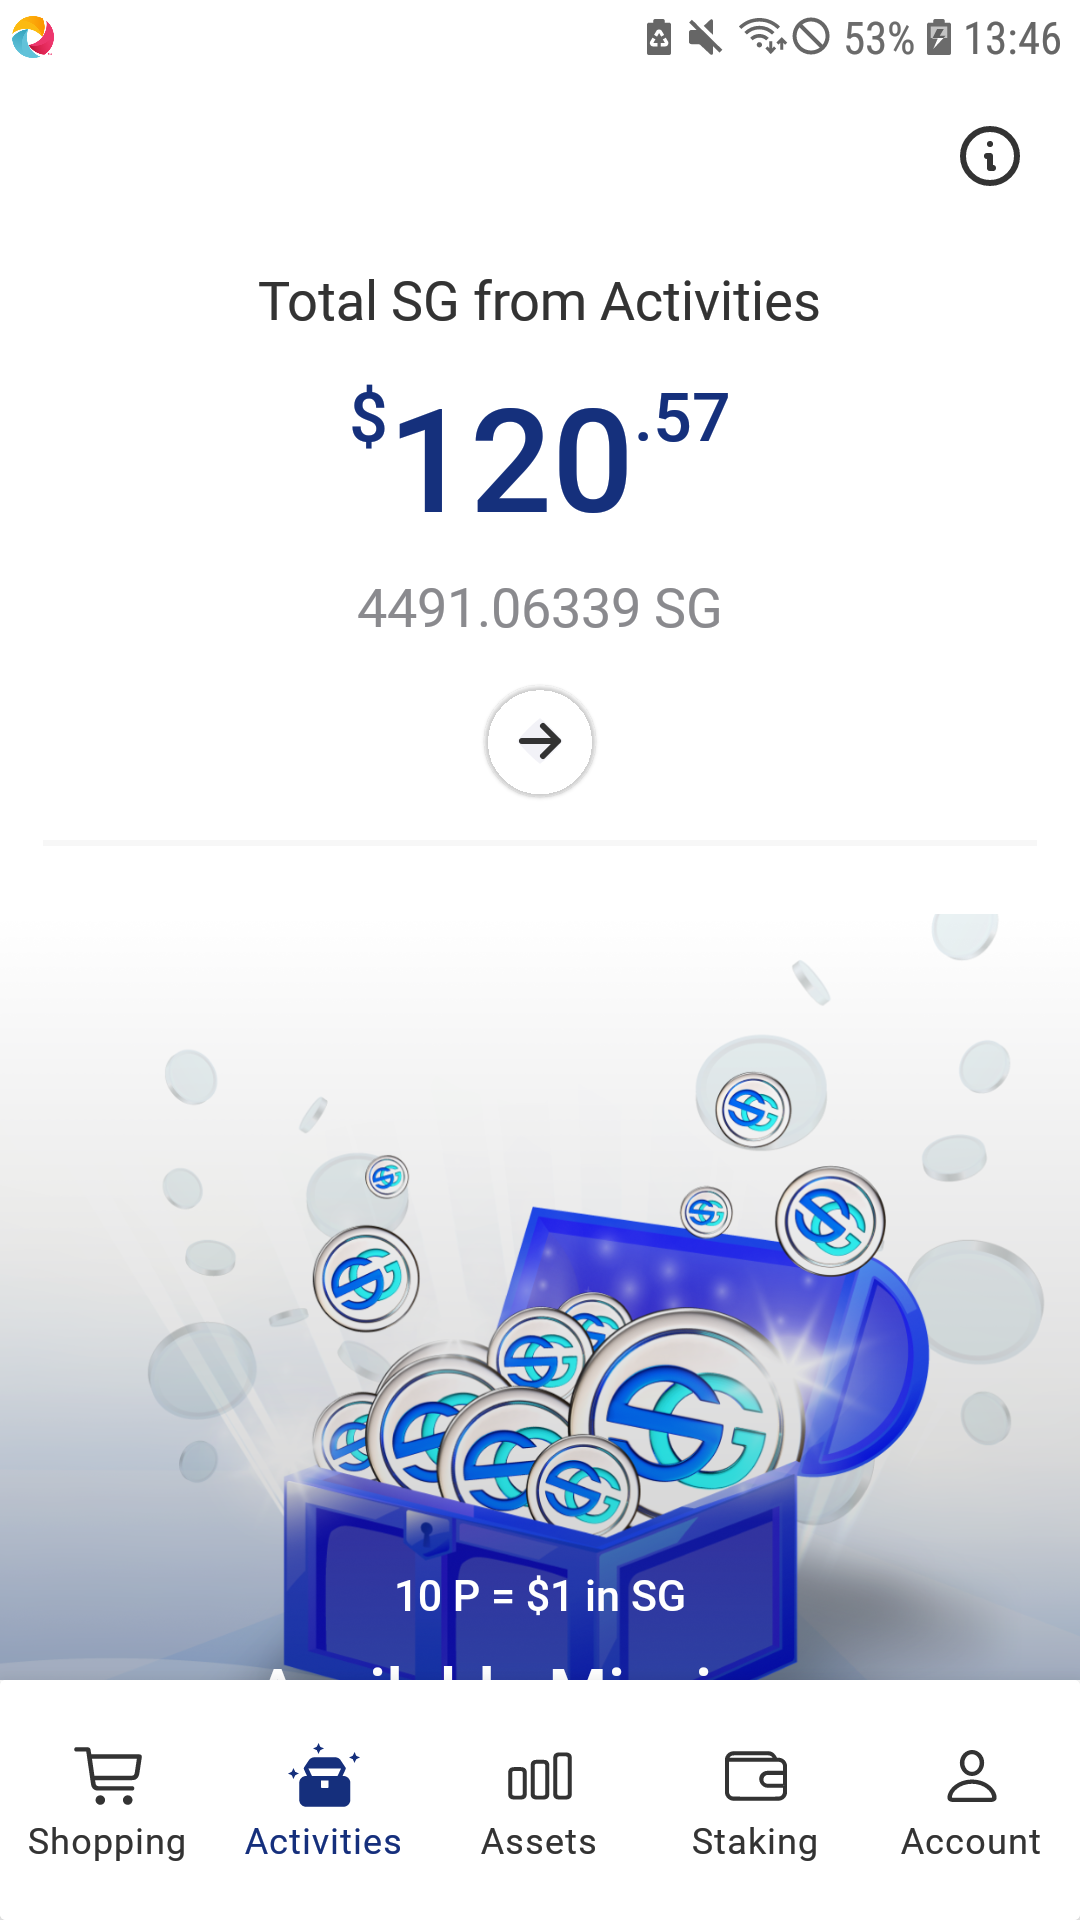 53% 13:46
Total SG from Activities
$120.57
4491.06339 SG
10 P = $1 in SG
Shopping Activities Assets Staking Account